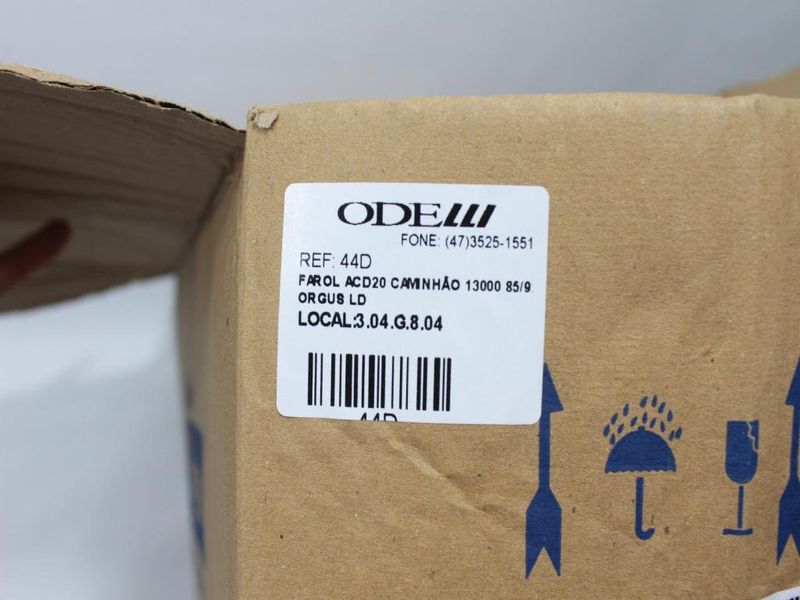 ODEW
FONE: (47)3525-1551
REF: 44D
FAROL ACD20 CAMINHÃO 13000 85/9
ORGUS LD
LOCAL:3.04.G.8.04
44D